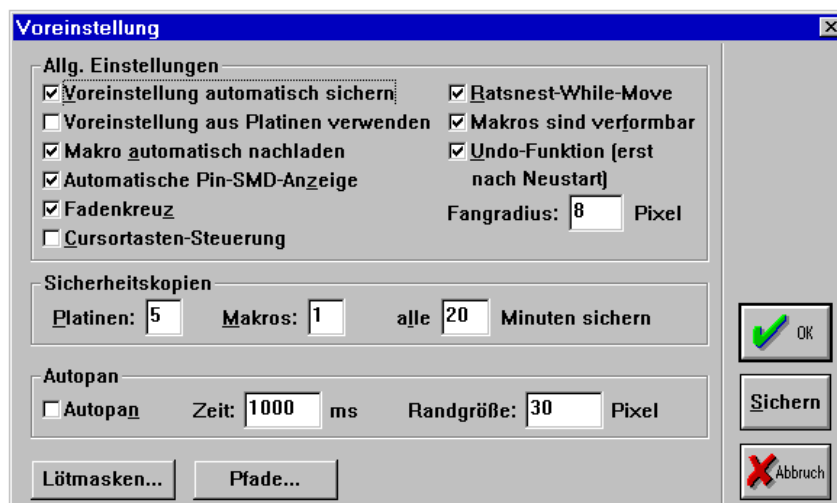 Voreinstellung
Allg. Einstellungen
Voreinstellung automatisch sichern
Voreinstellung aus Platinen verwenden
Makro automatisch nachladen
Automatische Pin-SMD-Anzeige
Fadenkreuz
Cursortasten-Steuerung
Ratsnest-While-Move
Makros sind verformbar
Undo-Funktion (erst
nach Neustart)
Fangradius: 8 Pixel
Sicherheitskopien
Platinen: 5 Makros: 1 alle 20 Minuten sichern
Autopan
Autopan Zeit: 1000 ms Randgröße: 30 Pixel
Lötmasken... Pfade...
OK
Sichern
Abbruch